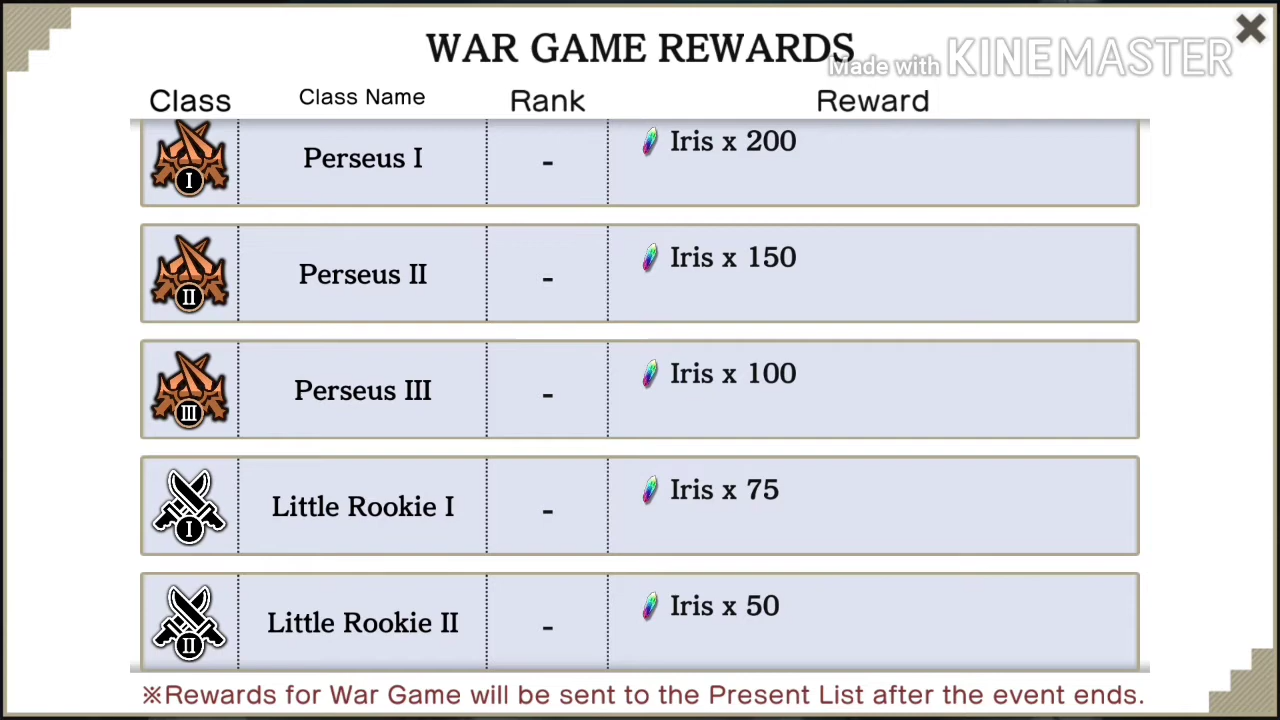 WAR GAME REWARDS
Made with KINEMASTER
Class Class Name Rank Reward
I Perseus I - Iris x 200
II Perseus II - Iris x 150
III Perseus III - Iris x 100
I Little Rookie I - Iris x 75
II Little Rookie II - Iris x 50
※Rewards for War Game will be sent to the Present List after the event ends.